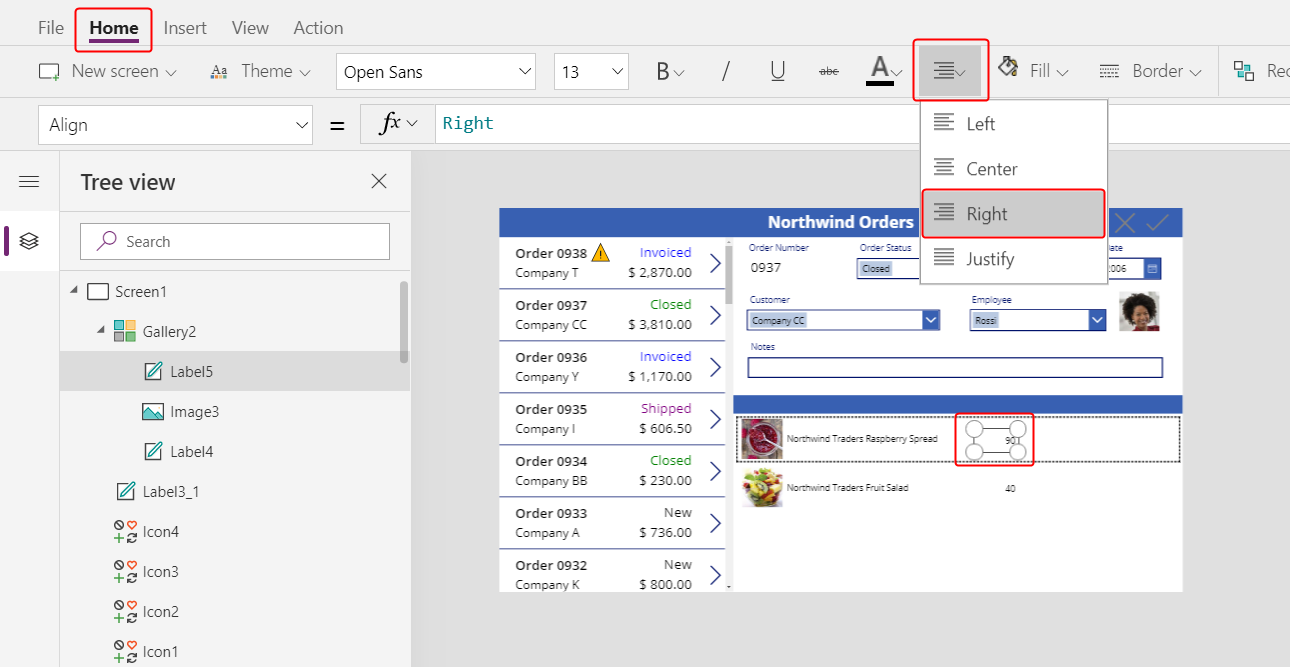 File Home Insert View Action
New screen Aa Theme Open Sans 13 B / U abc A Fill Border
Align = fx Right
Left
Center
Right
Justify
Tree view
Search
Screen1
Gallery2
Label5
Image3
Label4
Label3_1
Icon4
Icon3
Icon2
Icon1
Northwind Orders
Order 0938 Invoiced
Company T $ 2,870.00
Order 0937 Closed
Company CC $ 3,810.00
Order 0936 Invoiced
Company Y $ 1,170.00
Order 0935 Shipped
Company I $ 606.50
Order 0934 Closed
Company BB $ 230.00
Order 0933 New
Company A $ 736.00
Order 0932 New
Company K $ 800.00
Order Number Order Status
0937 Closed
Customer Employee
Company CC Rossi
Notes
Northwind Traders Raspberry Spread 90
Northwind Traders Fruit Salad 40